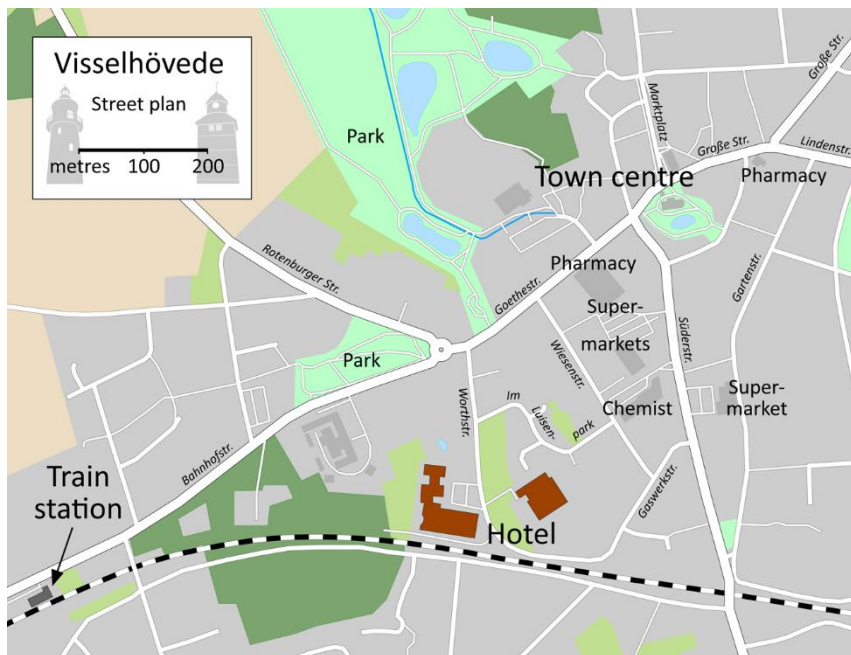 Visselhövede
Street plan
metres 100 200
Park
Town centre
Marktplatz
Große Str.
Große Str.
Lindenstr.
Pharmacy
Rotenburger Str.
Goethestr.
Pharmacy
Gartenstr.
Super-
markets
Süderstr.
Wiesenstr.
Park
Worthstr.
Im
Luisen-
park
Chemist
Super-
market
Bahnhofstr.
Gaswerkstr.
Train
station
Hotel